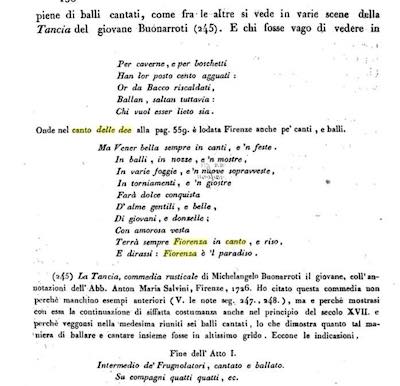 piene di balli cantati, come fra le altre si vede in varie scene della
Tancia del giovane Buonarroti (245). E chi fosse vago di vedere in
Per caverne, e per boschetti
Han lor posto cento agguati :
Or da Bacco riscaldati,
Ballan, saltan tuttavia :
Chi vuol esser lieto sia.
Onde nel canto delle dee alla pag. 559. è lodata Firenze anche pe' canti, e balli.
Ma Vener bella sempre in canti, e 'n feste.
In balli, in nozze, e 'n mostre,
In varie foggie, e 'n nuove sopravveste,
In torniamenti, e 'n giostre
Farà dolce conquista
D' alme gentili, e belle,
Di giovani, e donzelle;
Con amorosa vesta
Terrà sempre Fiorenza in canto, e riso,
E dirassi : Fiorenza è 'l paradiso.
(245) La Tancia, commedia rusticale di Michelangelo Buonarroti il giovane, coll'an-
notazioni dell' Abb. Anton Maria Salvini, Firenze, 1726. Ho citato questa commedia non
perchè manchino esempi anteriori (V. le note seg. 247., 248.), ma e perchè mostrasi
con essa la continuazione di siffatta costumanza anche nel principio del secolo XVII. e
perchè veggonsi nella medesima riuniti sei balli cantati, lo che dimostra quanto tal ma-
niera di ballare e cantare insieme fosse in altissimo grido. Eccone le indicazioni.
Fine dell' Atto I.
Intermedio de' Frugnolatori, cantato e ballato.
Su compagni quatti quatti, ec.